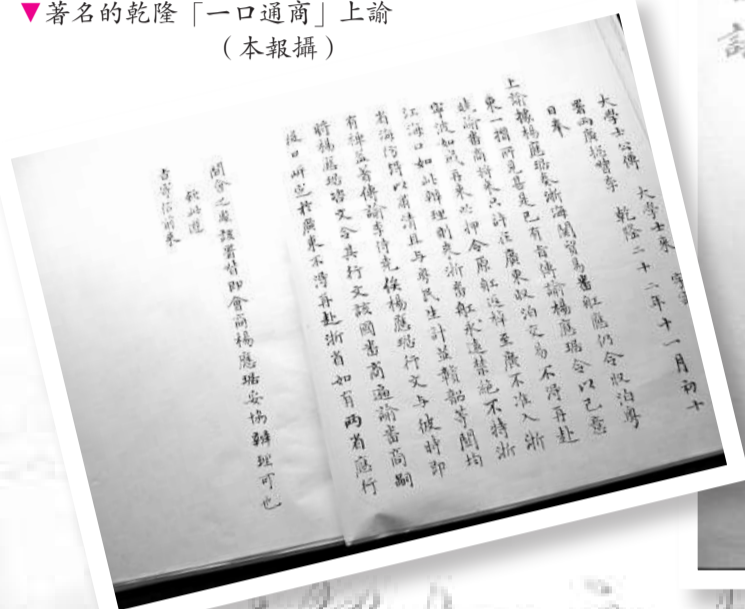 ▼著名的乾隆「一口通商」上諭
（本報攝）
大學士公傅 大學士來 字寄
署兩廣總督李 乾隆二十二年十一月初十
日奉
上諭據楊應琚奏浙海關貿易番舡應仍令收泊粵
東一摺所見甚是已有旨傳諭楊應琚令以己意
曉諭番商將來只許在廣東收泊交易不得再赴
寧波如或再來必押令原舡返棹至廣不准入浙
江海口如此辦理則來浙番舡永遠禁絕不特浙
省海防得以肅清且与粵民生計並贛韶等關均
有裨益著傳諭李侍堯俟楊應琚行文与彼時即
將楊應琚咨文令其行文該國番商遍諭番商嗣
後口岸定於廣東不得再赴浙省如有兩省應行
關會之處該署督即會商楊應琚妥協辦理可也
欽此遵
旨寄信前來